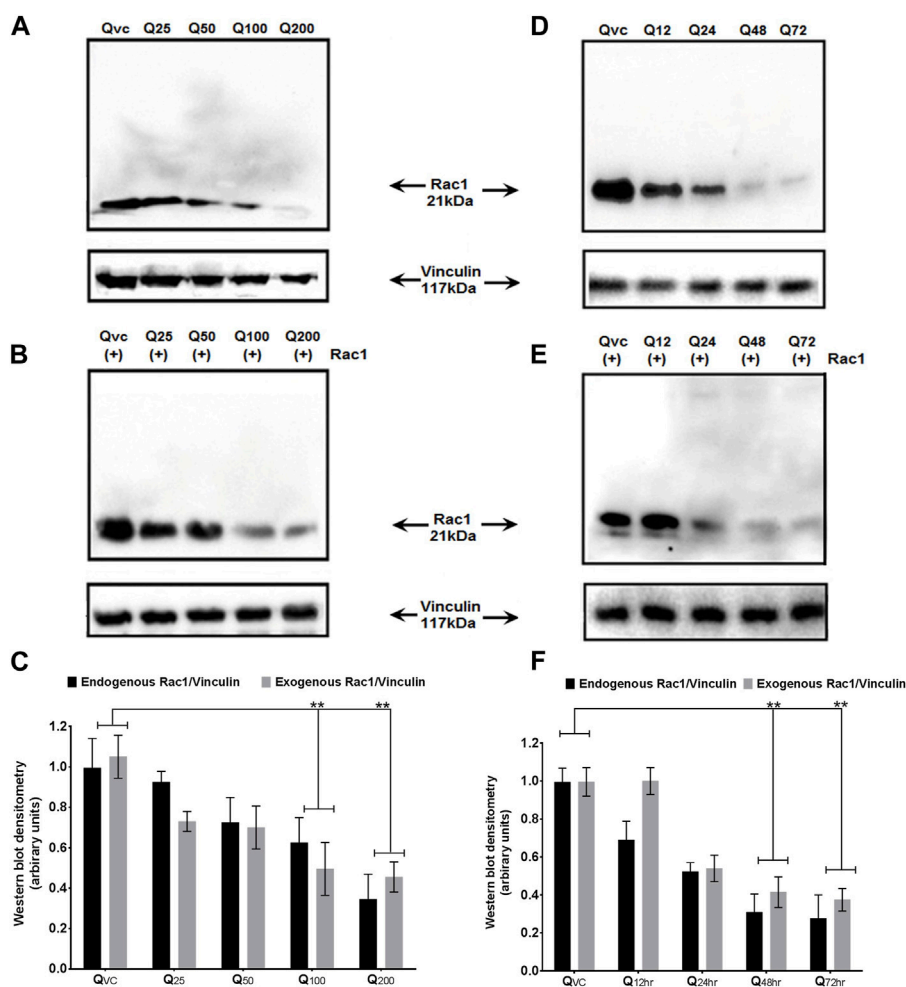 A
Qvc Q25 Q50 Q100 Q200
Rac1
21kDa
Vinculin
117kDa
D
Qvc Q12 Q24 Q48 Q72
B
Qvc Q25 Q50 Q100 Q200
(+) (+) (+) (+) (+) Rac1
Rac1
21kDa
Vinculin
117kDa
E
Qvc Q12 Q24 Q48 Q72
(+) (+) (+) (+) (+) Rac1
C
Endogenous Rac1/Vinculin Exogenous Rac1/Vinculin
** **
Western blot densitometry
(arbirary units)
1.2
1.0
0.8
0.6
0.4
0.2
0.0
QVC Q25 Q50 Q100 Q200
F
Endogenous Rac1/Vinculin Exogenous Rac1/Vinculin
** **
Western blot densitometry
(arbirary units)
1.2
1.0
0.8
0.6
0.4
0.2
0.0
QVC Q12hr Q24hr Q48hr Q72hr